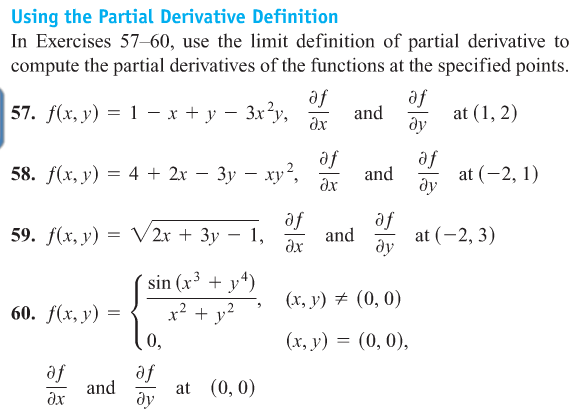 Using the Partial Derivative Definition
In Exercises 57–60, use the limit definition of partial derivative to
compute the partial derivatives of the functions at the specified points.
57. f(x, y) = 1 − x + y − 3x²y, ∂f/∂x and ∂f/∂y at (1, 2)
58. f(x, y) = 4 + 2x − 3y − xy², ∂f/∂x and ∂f/∂y at (−2, 1)
59. f(x, y) = √(2x + 3y − 1), ∂f/∂x and ∂f/∂y at (−2, 3)
60. f(x, y) = { sin (x³ + y⁴) / (x² + y²), (x, y) ≠ (0, 0)
0, (x, y) = (0, 0),
∂f/∂x and ∂f/∂y at (0, 0)